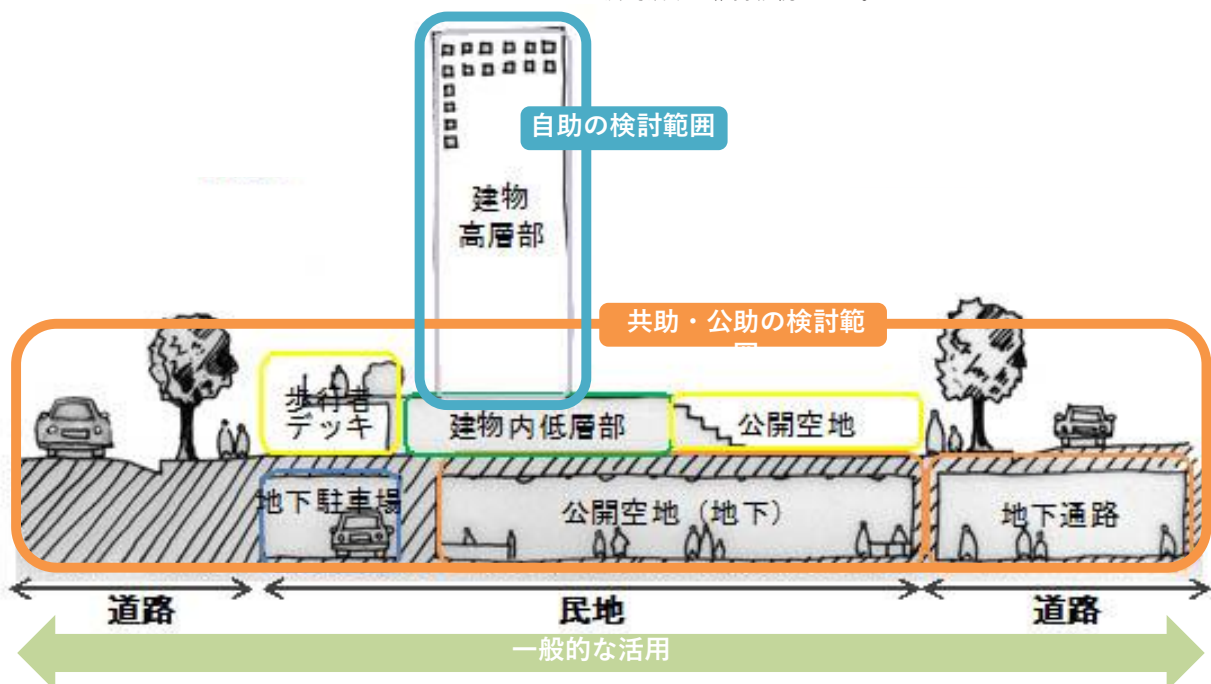 自助の検討範囲
建物
高層部
共助・公助の検討範
歩行者
デッキ
建物内低層部
公開空地
地下駐車場
公開空地（地下）
地下通路
道路
民地
道路
一般的な活用